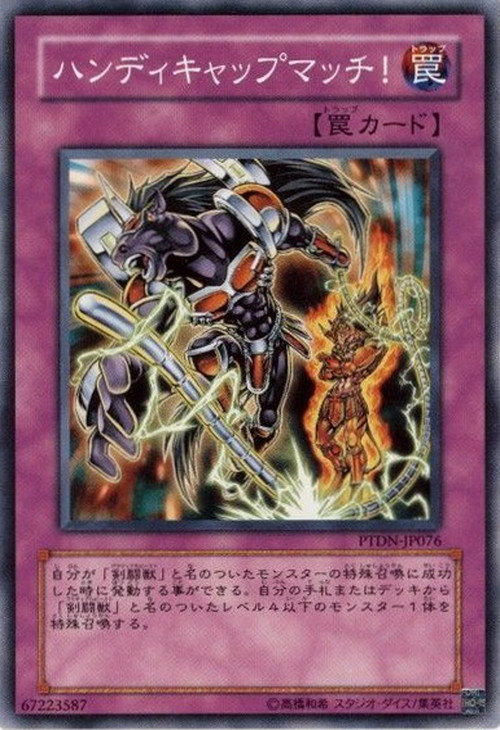 ハンディキャップマッチ！ 罠
トラップ
【罠カード】
トラップ
PTDN-JP076
自分が「剣闘獣」と名のついたモンスターの特殊召喚に成功
した時に発動する事ができる。自分の手札またはデッキから
「剣闘獣」と名のついたレベル４以下のモンスター１体を
特殊召喚する。
67223587
©高橋和希 スタジオ・ダイス/集英社